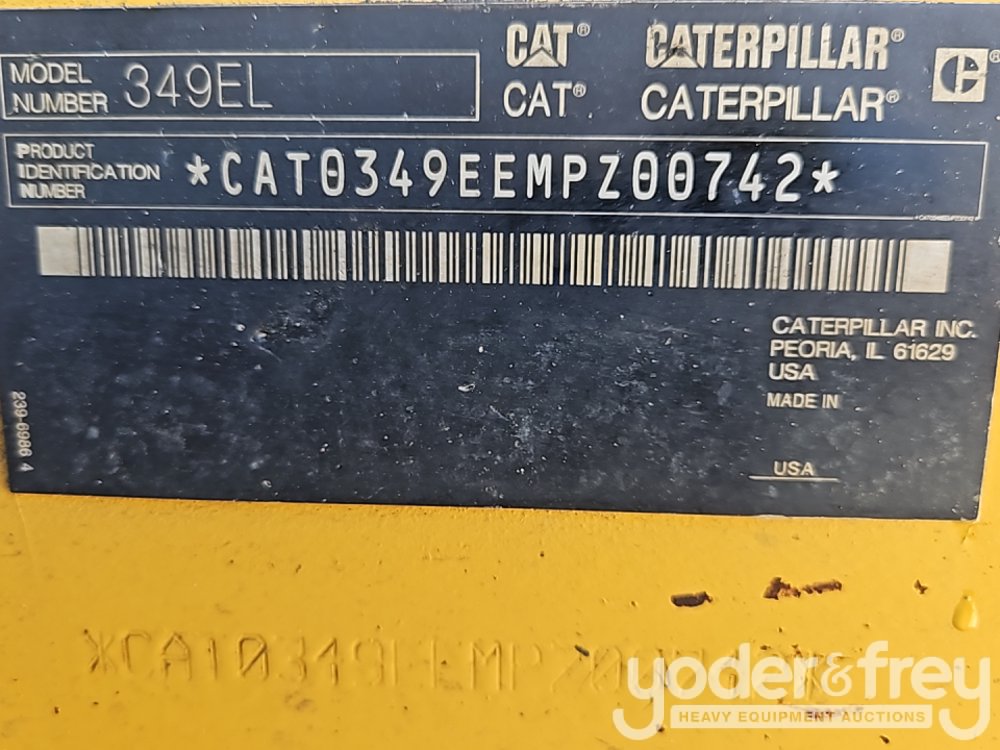 CAT® CATERPILLAR®
MODEL NUMBER 349EL
CAT® CATERPILLAR®
PRODUCT IDENTIFICATION NUMBER *CAT0349EEMPZ00742*
CATERPILLAR INC.
PEORIA, IL 61629
USA
MADE IN
USA
239-6986 4
*CAT0349EEMPZ00742*
yoder&frey
HEAVY EQUIPMENT AUCTIONS